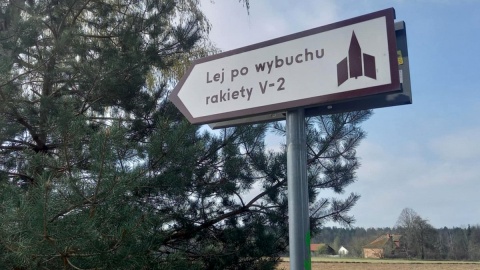 Lej po wybuchu
rakiety V-2